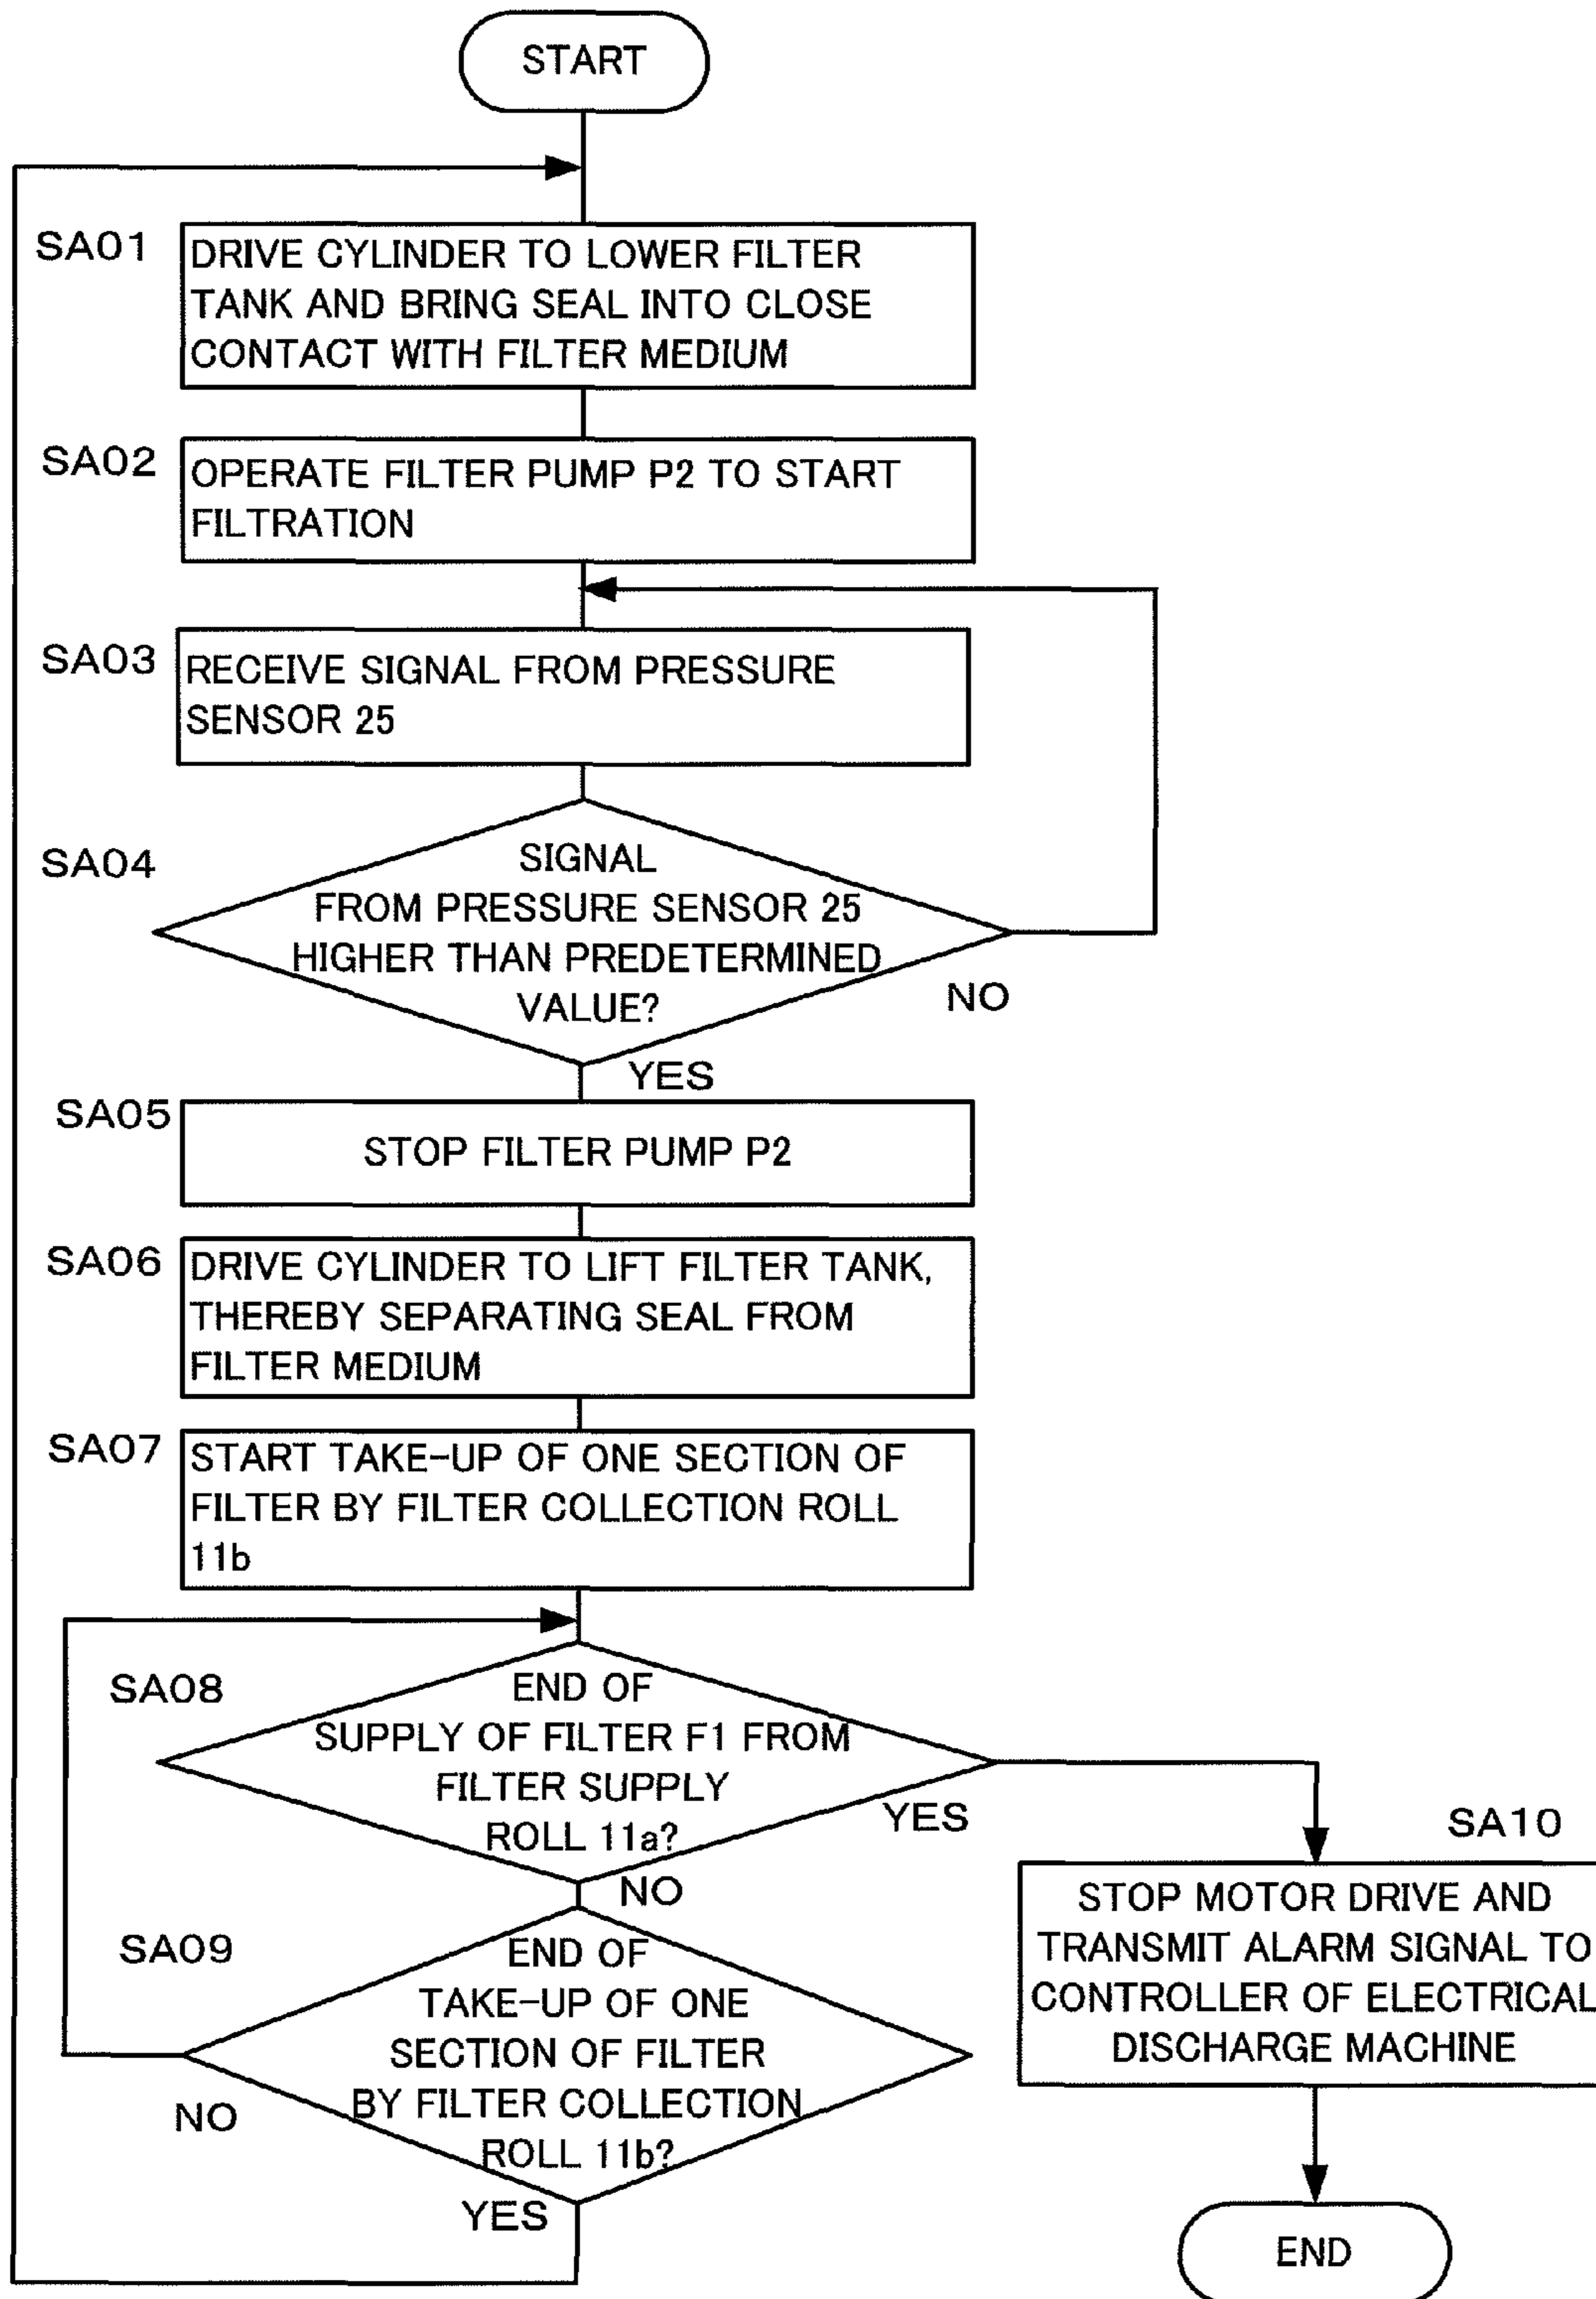 START
SA01
DRIVE CYLINDER TO LOWER FILTER
TANK AND BRING SEAL INTO CLOSE
CONTACT WITH FILTER MEDIUM
SA02
OPERATE FILTER PUMP P2 TO START
FILTRATION
SA03
RECEIVE SIGNAL FROM PRESSURE
SENSOR 25
SA04
SIGNAL
FROM PRESSURE SENSOR 25
HIGHER THAN PREDETERMINED
VALUE?
NO
YES
SA05
STOP FILTER PUMP P2
SA06
DRIVE CYLINDER TO LIFT FILTER TANK,
THEREBY SEPARATING SEAL FROM
FILTER MEDIUM
SA07
START TAKE-UP OF ONE SECTION OF
FILTER BY FILTER COLLECTION ROLL
11b
SA08
END OF
SUPPLY OF FILTER F1 FROM
FILTER SUPPLY
ROLL 11a?
YES
NO
SA10
STOP MOTOR DRIVE AND
TRANSMIT ALARM SIGNAL TO
CONTROLLER OF ELECTRICAL
DISCHARGE MACHINE
SA09
END OF
TAKE-UP OF ONE
SECTION OF FILTER
BY FILTER COLLECTION
ROLL 11b?
NO
YES
END